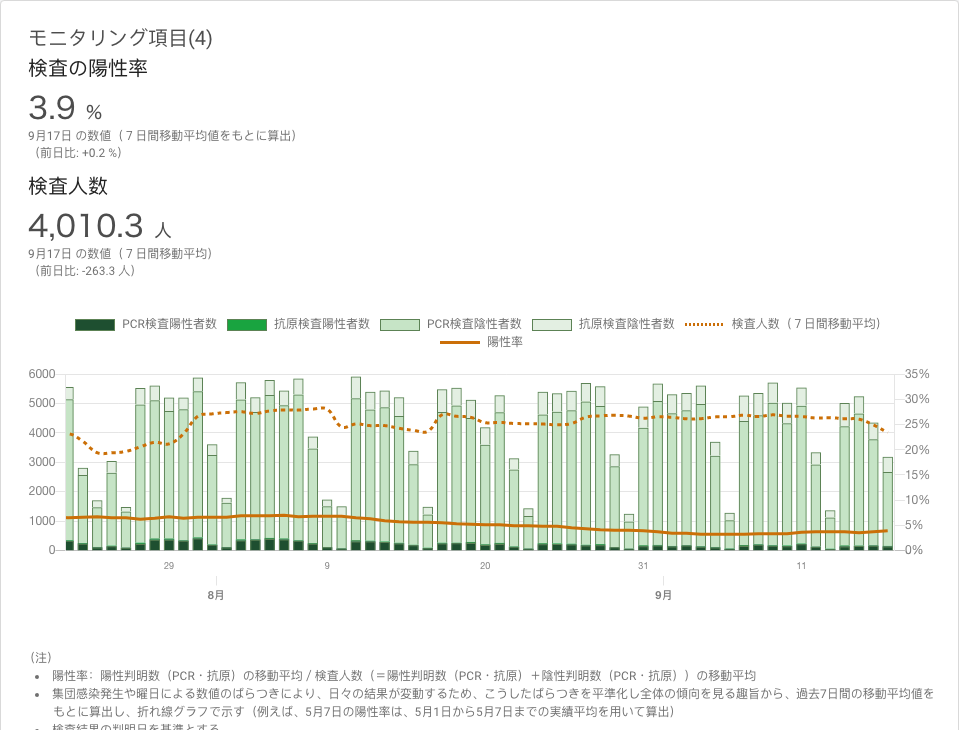 モニタリング項目(4)
検査の陽性率
3.9 %
9月17日 の数値（７日間移動平均値をもとに算出）
（前日比: +0.2 %）
検査人数
4,010.3 人
9月17日 の数値（７日間移動平均）
（前日比: -263.3 人）
PCR検査陽性者数 抗原検査陽性者数 PCR検査陰性者数 抗原検査陰性者数 検査人数（７日間移動平均）
陽性率
6000 35%
5000 30%
4000 25%
3000 20%
2000 15%
1000 10%
0 5%
0%
29 9 20 31 11
8月 9月
（注）
• 陽性率：陽性判明数（PCR・抗原）の移動平均 / 検査人数（＝陽性判明数（PCR・抗原）＋陰性判明数（PCR・抗原））の移動平均
• 集団感染発生や曜日による数値のばらつきにより、日々の結果が変動するため、こうしたばらつきを平準化し全体の傾向を見る趣旨から、過去7日間の移動平均値を
もとに算出し、折れ線グラフで示す（例えば、5月7日の陽性率は、5月1日から5月7日までの実績平均を用いて算出）
• 検査結果の判明日を基準とする